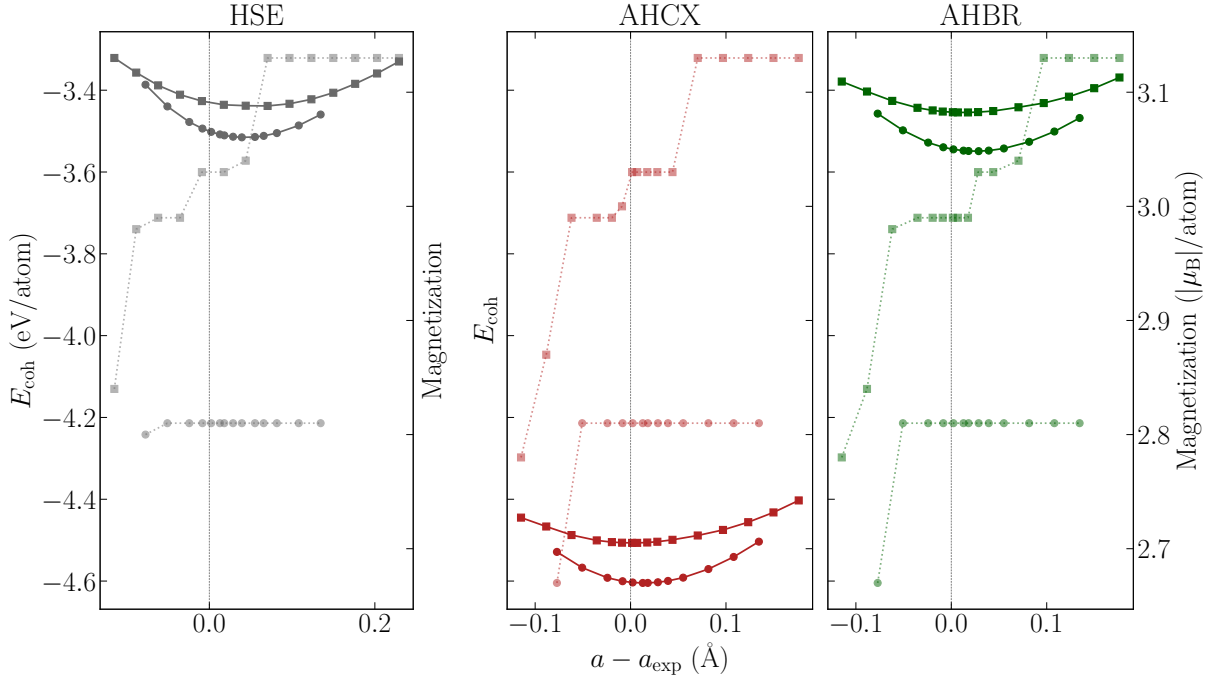 HSE
AHCX
AHBR
−3.4
−3.6
−3.8
−4.0
−4.2
−4.4
−4.6
E_coh (eV/atom)
0.0
0.2
Magnetization
E_coh
−0.1
0.0
0.1
−0.1
0.0
0.1
3.1
3.0
2.9
2.8
2.7
Magnetization (|μ_B|/atom)
a − a_exp (Å)